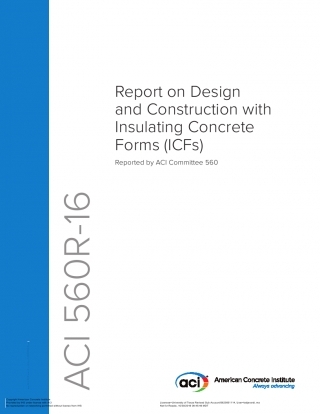 Report on Design
and Construction with
Insulating Concrete
Forms (ICFs)
Reported by ACI Committee 560
ACI 560R-16
aci
American Concrete Institute
Always advancing